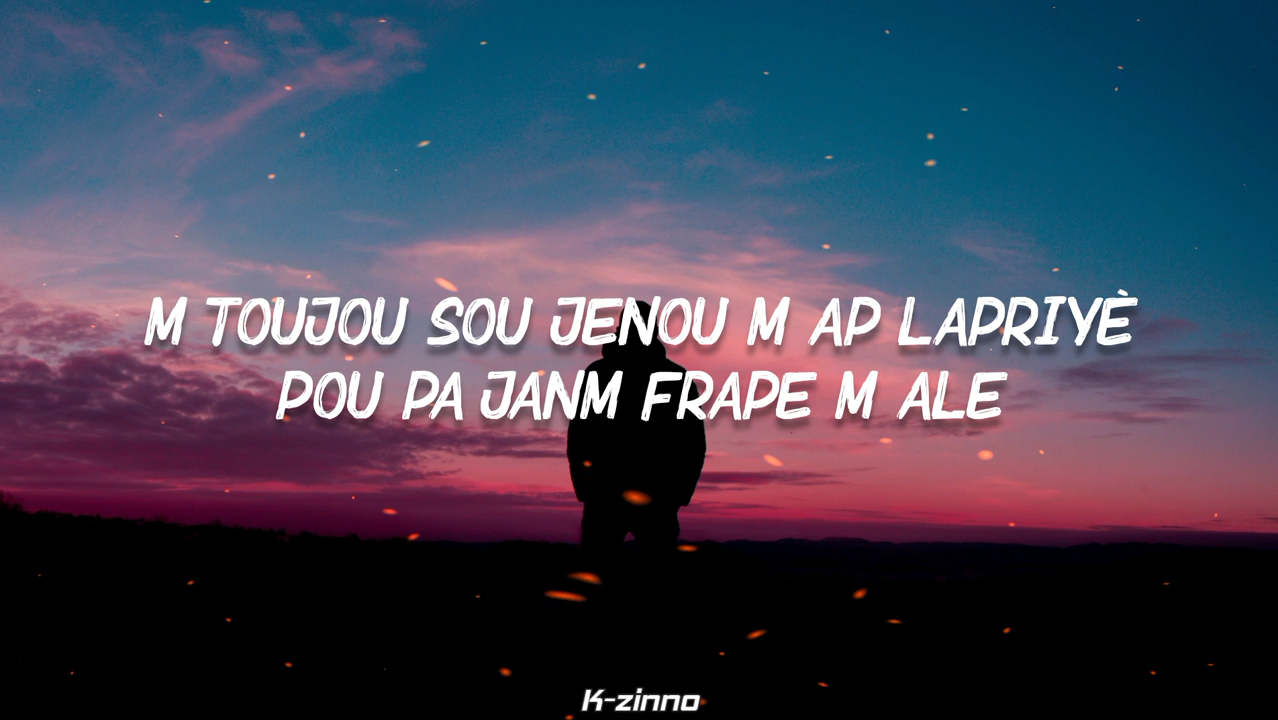 M TOUJOU SOU JENOU M AP LAPRIYÈ
POU PA JANM FRAPE M ALE
K-zinno